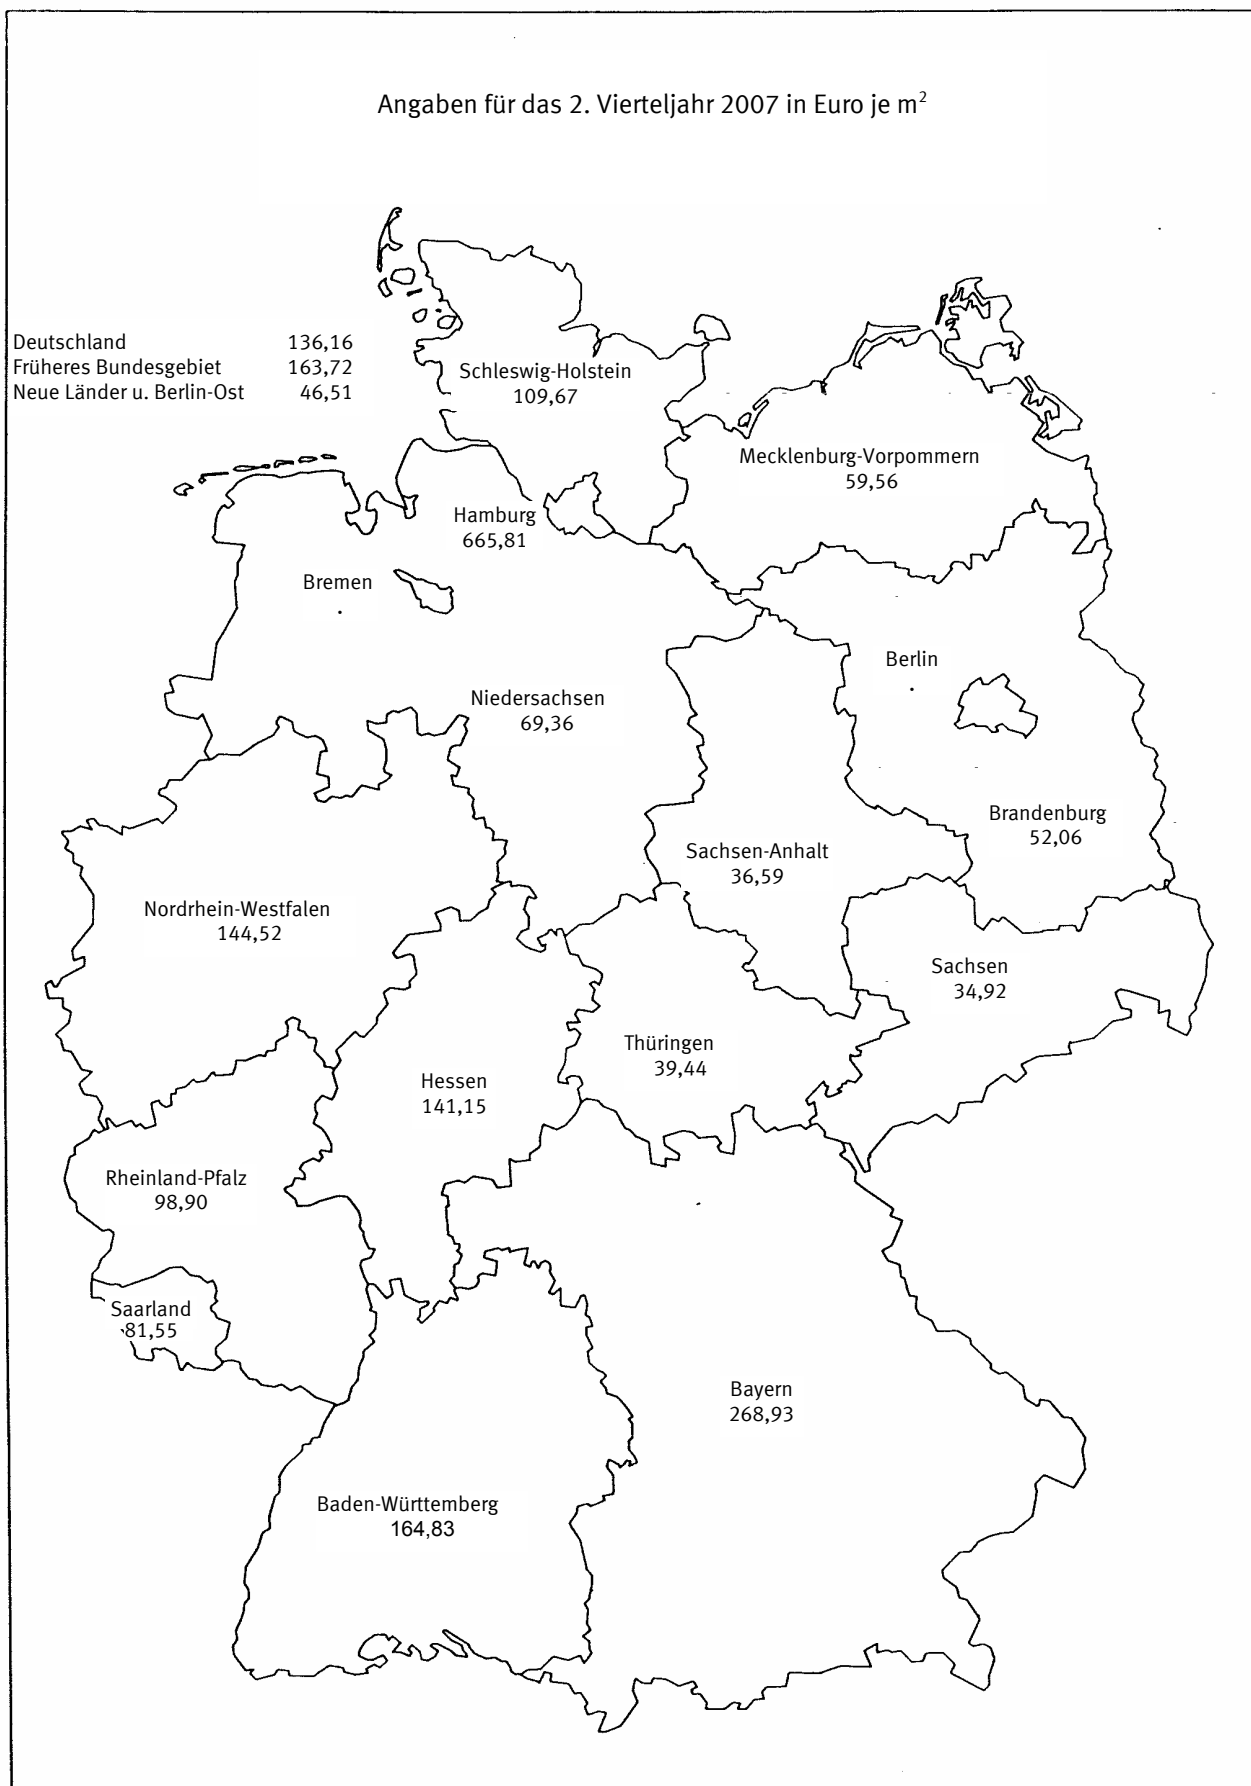 Angaben für das 2. Vierteljahr 2007 in Euro je m²
Deutschland 136,16
Früheres Bundesgebiet 163,72
Neue Länder u. Berlin-Ost 46,51
Schleswig-Holstein
109,67
Mecklenburg-Vorpommern
59,56
Hamburg
665,81
Bremen
.
Berlin
.
Niedersachsen
69,36
Brandenburg
52,06
Sachsen-Anhalt
36,59
Nordrhein-Westfalen
144,52
Sachsen
34,92
Thüringen
39,44
Hessen
141,15
Rheinland-Pfalz
98,90
Saarland
81,55
Bayern
268,93
Baden-Württemberg
164,83